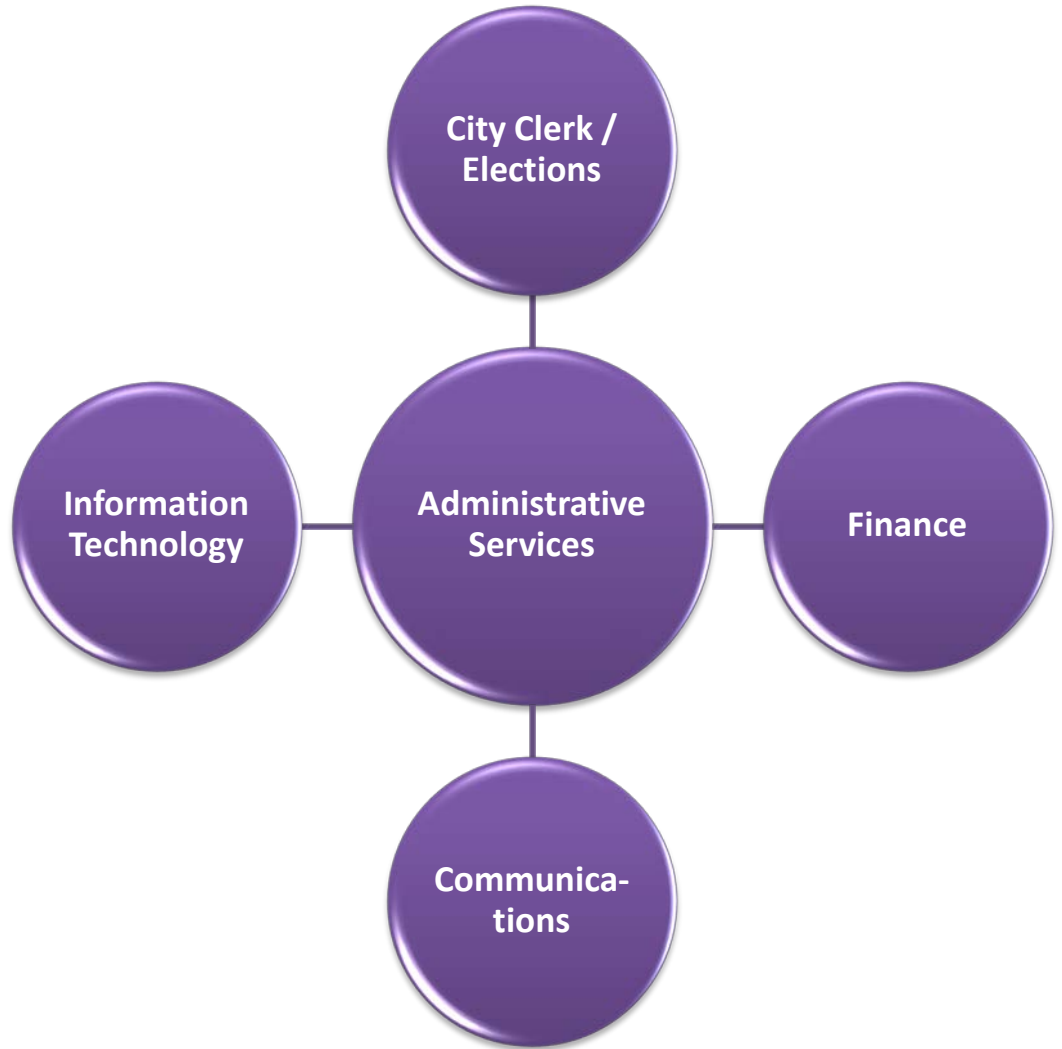 City Clerk /
Elections
Information
Technology
Administrative
Services
Finance
Communica-
tions